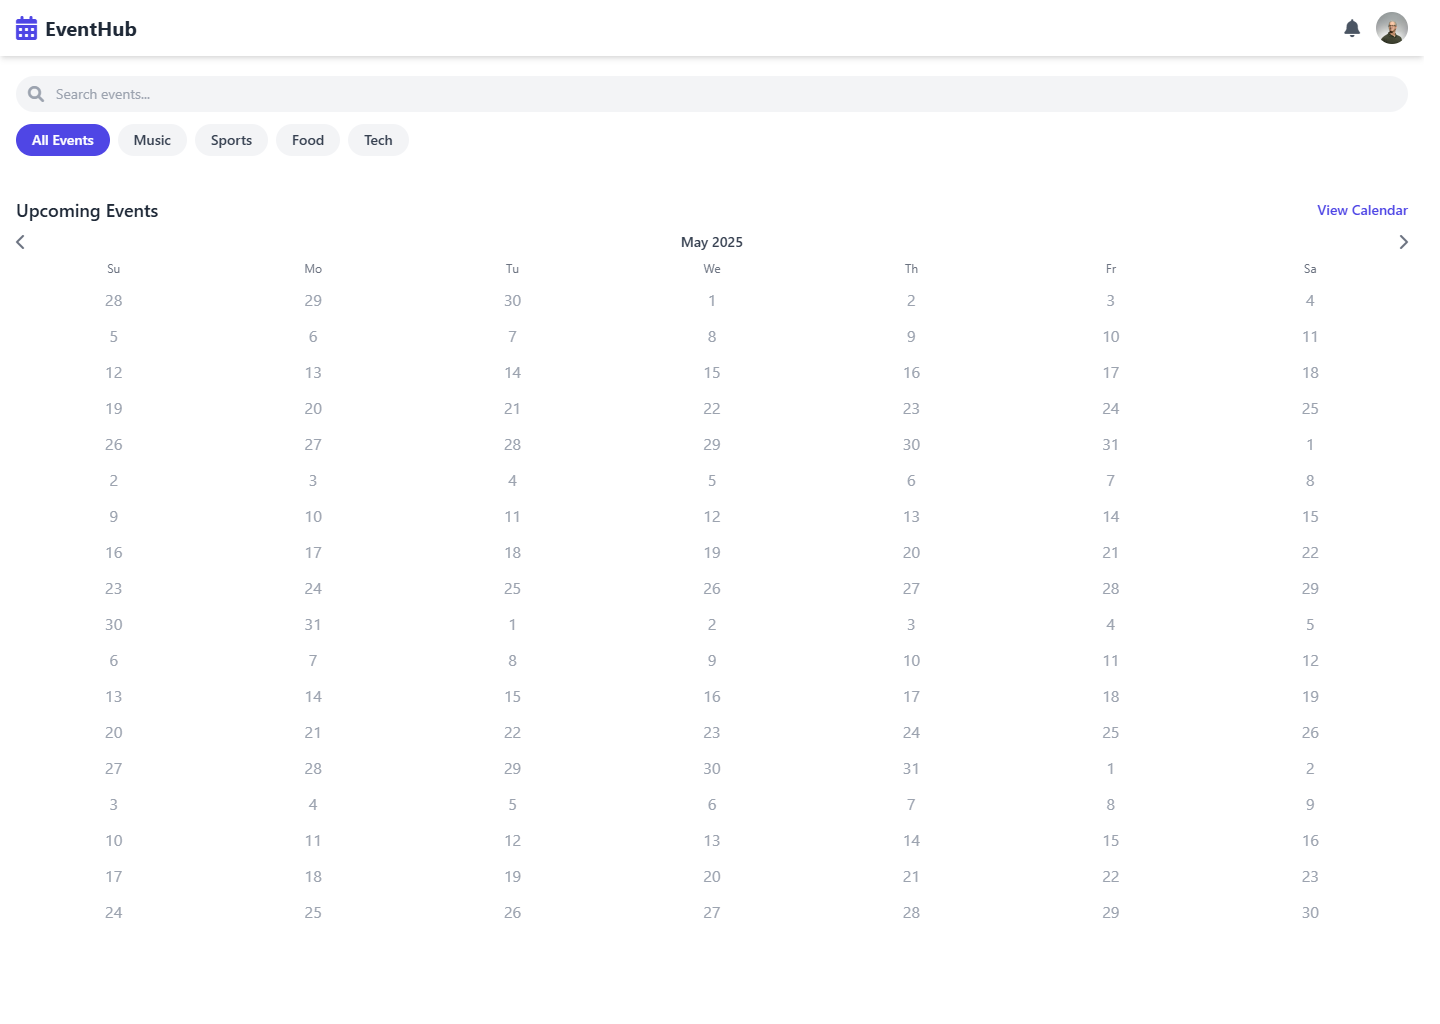 EventHub
Search events...
All Events Music Sports Food Tech
Upcoming Events View Calendar
May 2025
Su Mo Tu We Th Fr Sa
28 29 30 1 2 3 4
5 6 7 8 9 10 11
12 13 14 15 16 17 18
19 20 21 22 23 24 25
26 27 28 29 30 31 1
2 3 4 5 6 7 8
9 10 11 12 13 14 15
16 17 18 19 20 21 22
23 24 25 26 27 28 29
30 31 1 2 3 4 5
6 7 8 9 10 11 12
13 14 15 16 17 18 19
20 21 22 23 24 25 26
27 28 29 30 31 1 2
3 4 5 6 7 8 9
10 11 12 13 14 15 16
17 18 19 20 21 22 23
24 25 26 27 28 29 30